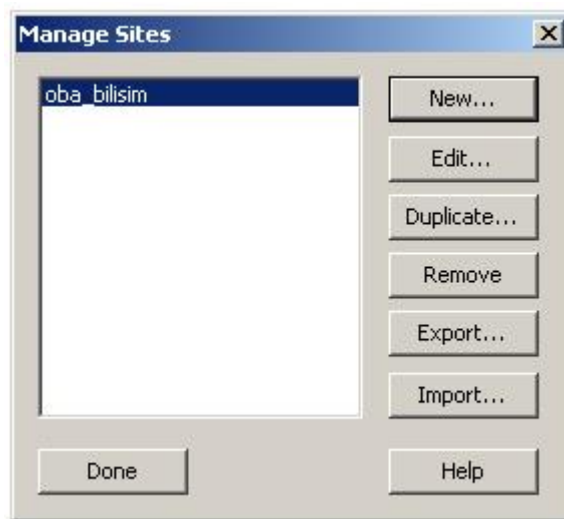 Manage Sites
oba_bilisim
New...
Edit...
Duplicate...
Remove
Export...
Import...
Done
Help